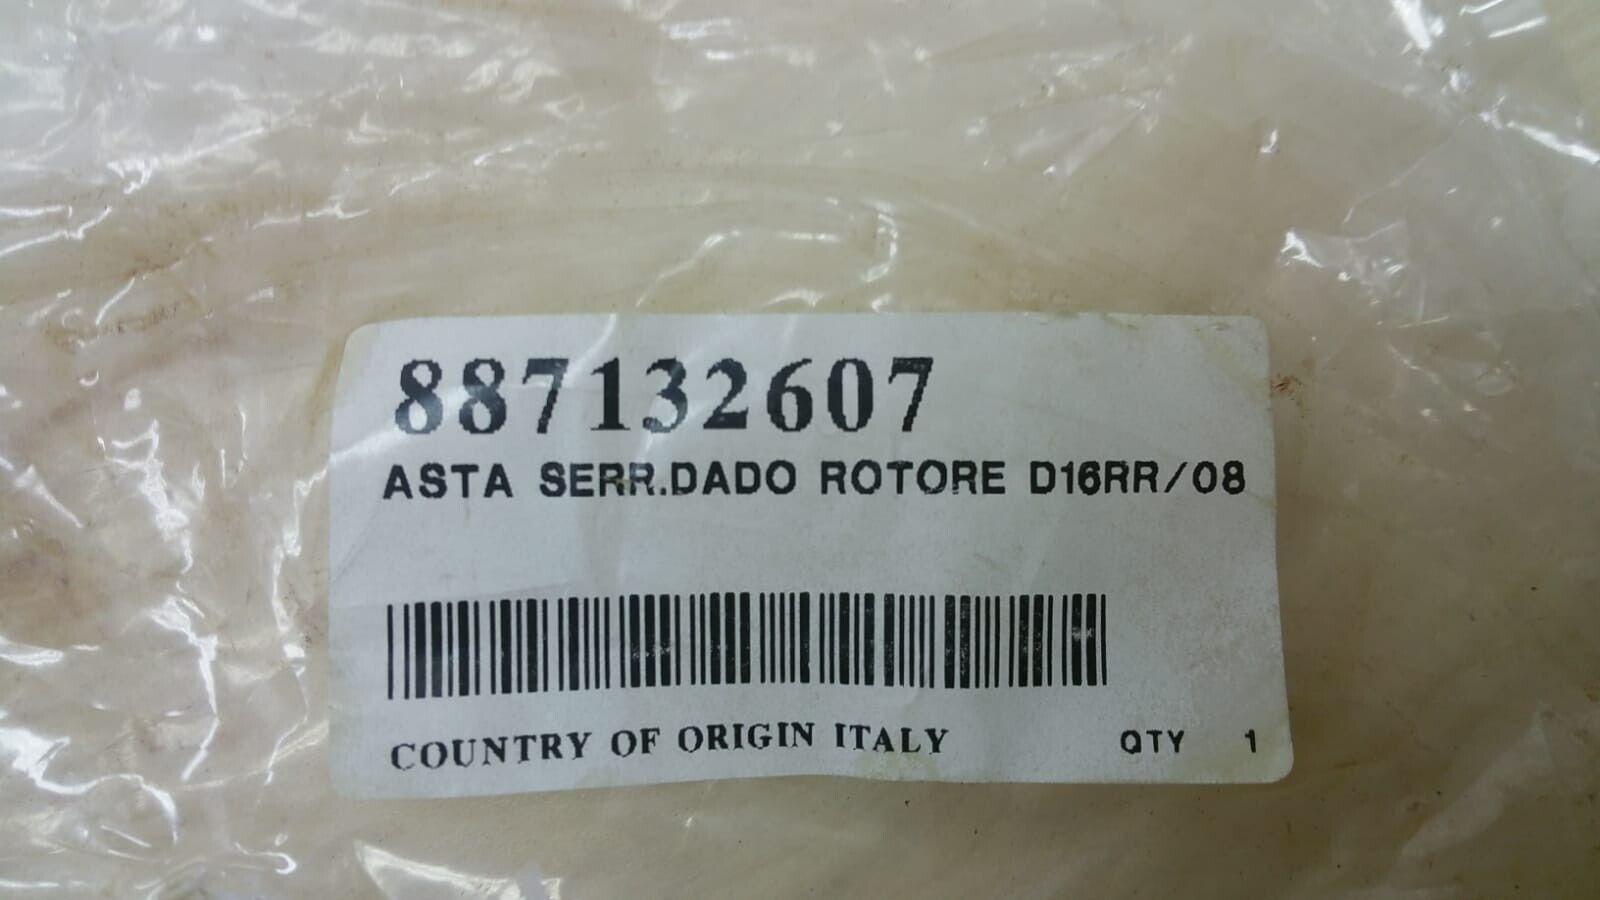 887132607
ASTA SERR.DADO ROTORE D16RR/08
COUNTRY OF ORIGIN ITALY QTY 1